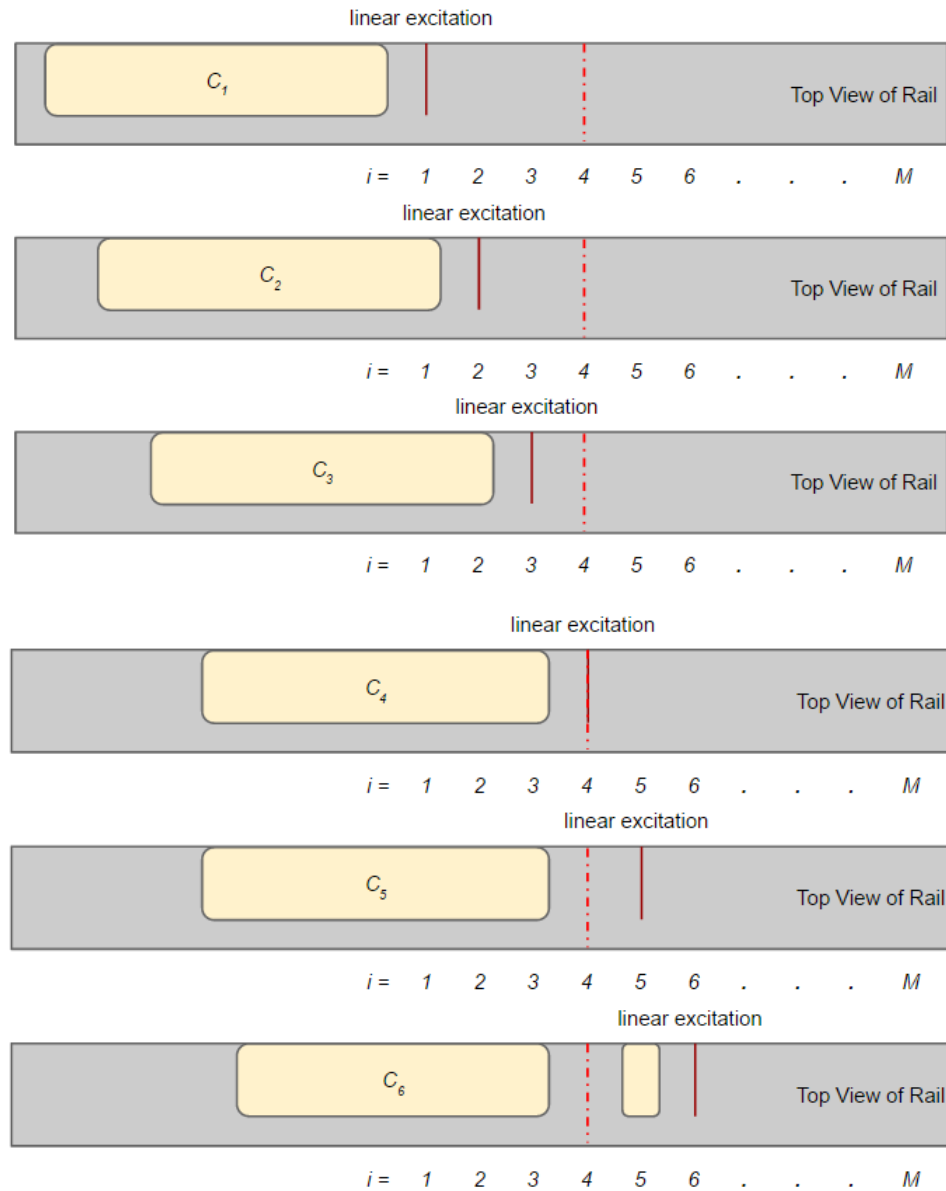 linear excitation
C₁
Top View of Rail
i = 1 2 3 4 5 6 . . . M
linear excitation
C₂
Top View of Rail
i = 1 2 3 4 5 6 . . . M
linear excitation
C₃
Top View of Rail
i = 1 2 3 4 5 6 . . . M
linear excitation
C₄
Top View of Rail
i = 1 2 3 4 5 6 . . . M
linear excitation
C₅
Top View of Rail
i = 1 2 3 4 5 6 . . . M
linear excitation
C₆
Top View of Rail
i = 1 2 3 4 5 6 . . . M